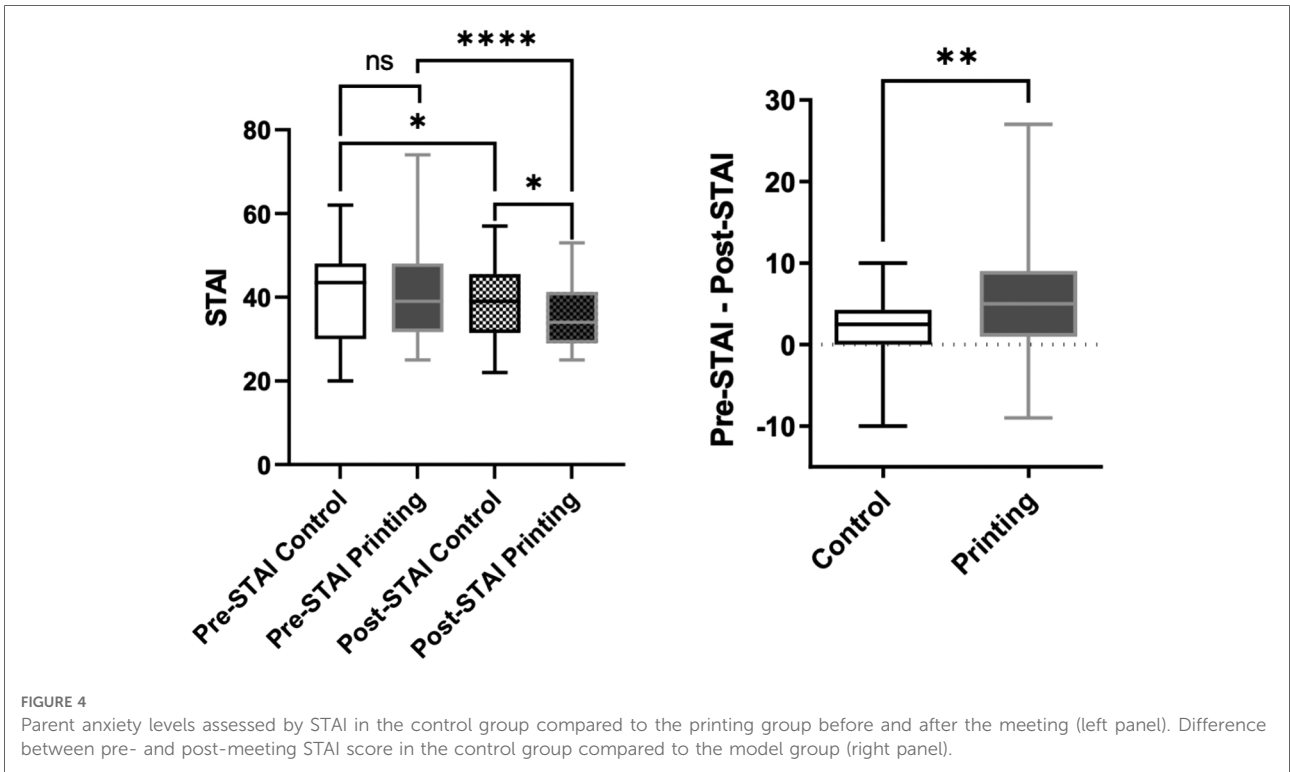 ns
****
*
*
STAI
80
60
40
20
0
Pre-STAI Control
Pre-STAI Printing
Post-STAI Control
Post-STAI Printing
**
Pre-STAI - Post-STAI
30
20
10
0
-10
Control
Printing
FIGURE 4
Parent anxiety levels assessed by STAI in the control group compared to the printing group before and after the meeting (left panel). Difference
between pre- and post-meeting STAI score in the control group compared to the model group (right panel).